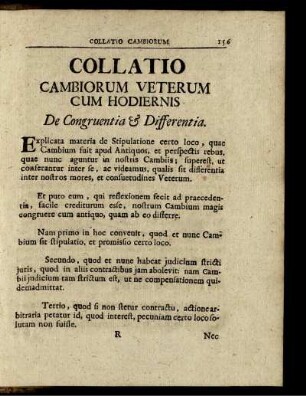 COLLATIO CAMBIORUM 256
COLLATIO
CAMBIORUM VETERUM
CUM HODIERNIS
De Congruentia & Differentia.
Explicata materia de Stipulatione certo loco, quae
Cambium fuit apud Antiquos, et perspectis rebus,
quae nunc aguntur in nostris Cambiis; superest, ut
conferantur inter se, ac videamus, qualis sit differentia
inter nostros mores, et consuetudines Veterum.
Et puto eum, qui reflexionem fecit ad praeceden-
tia, facile crediturum esse, nostrum Cambium magis
congruere cum antiquo, quam ab eo differre.
Nam primo in hoc convenit, quod et nunc Cam-
bium sit stipulatio, et promissio certo loco.
Secundo, quod et nunc habeat judicium stricti
juris, quod in aliis contractibus jam abolevit: nam Cam-
bii judicium tam strictum est, ut ne compensationem qui-
dem admittat.
Tertio, quod si non stetur contractu, actione ar-
bitraria petatur id, quod interest, pecuniam certo loco so-
lutam non fuisse.
R Nec